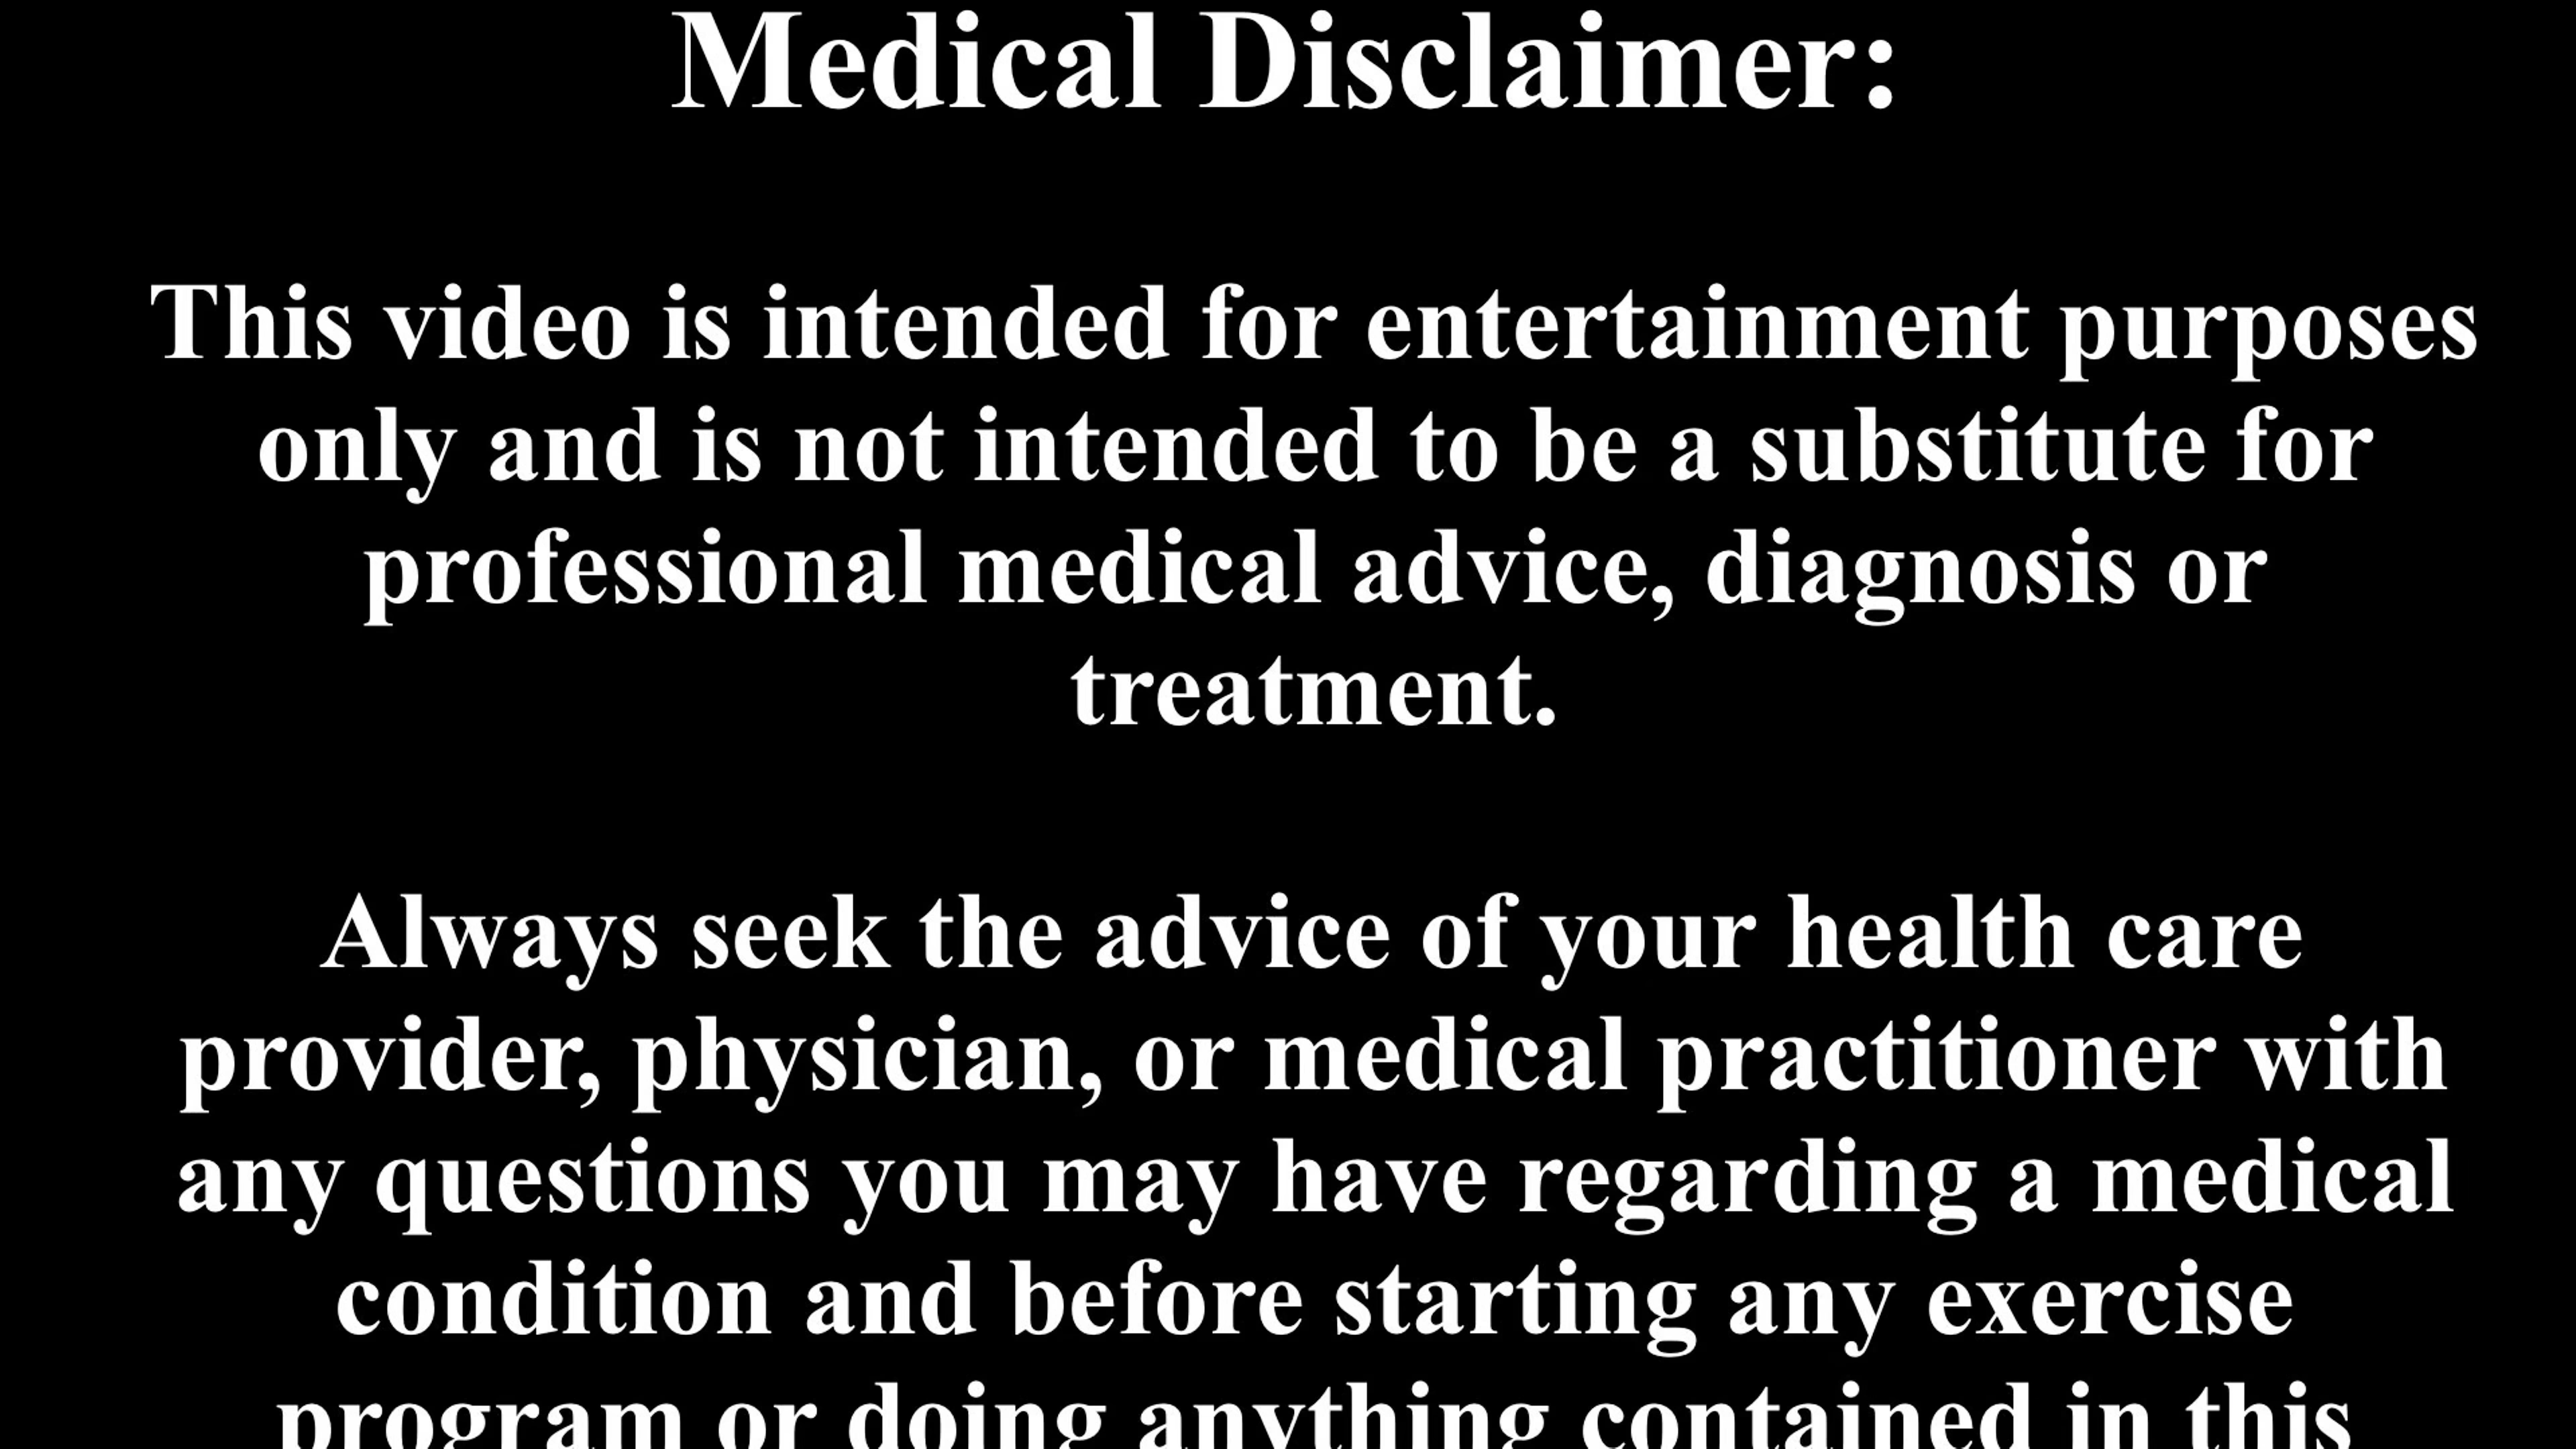 Medical Disclaimer:
This video is intended for entertainment purposes
only and is not intended to be a substitute for
professional medical advice, diagnosis or
treatment.
Always seek the advice of your health care
provider, physician, or medical practitioner with
any questions you may have regarding a medical
condition and before starting any exercise
program or doing anything contained in this